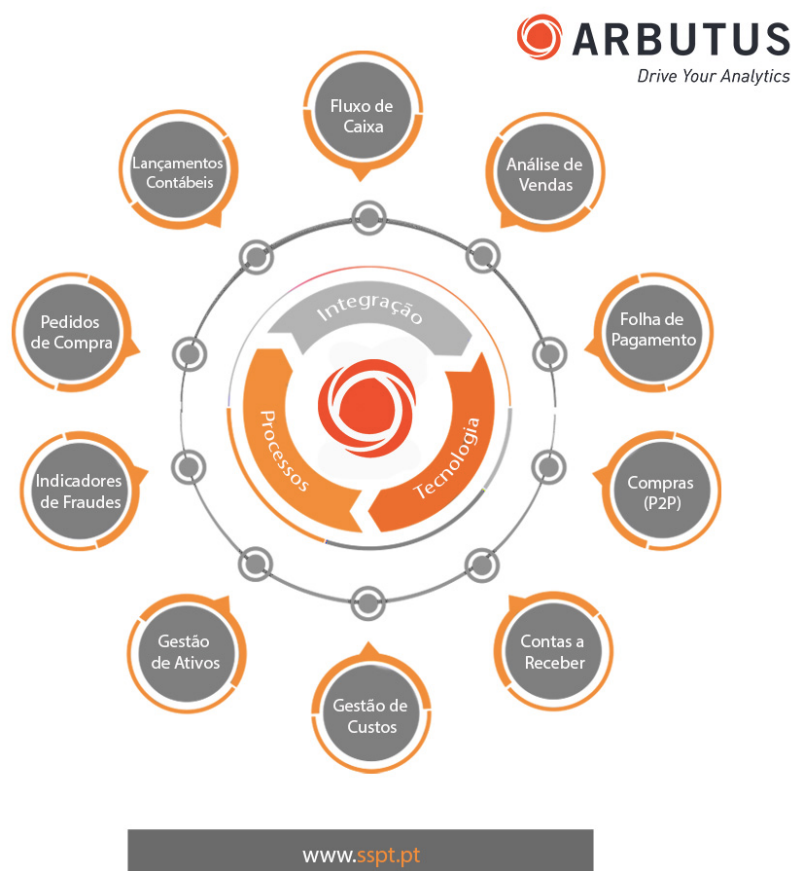 ARBUTUS
Drive Your Analytics
Fluxo de
Caixa
Análise de
Vendas
Folha de
Pagamento
Compras
(P2P)
Contas a
Receber
Gestão de
Custos
Gestão
de Ativos
Indicadores
de Fraudes
Pedidos
de Compra
Lançamentos
Contábeis
Integração
Tecnologia
Processos
www.sspt.pt